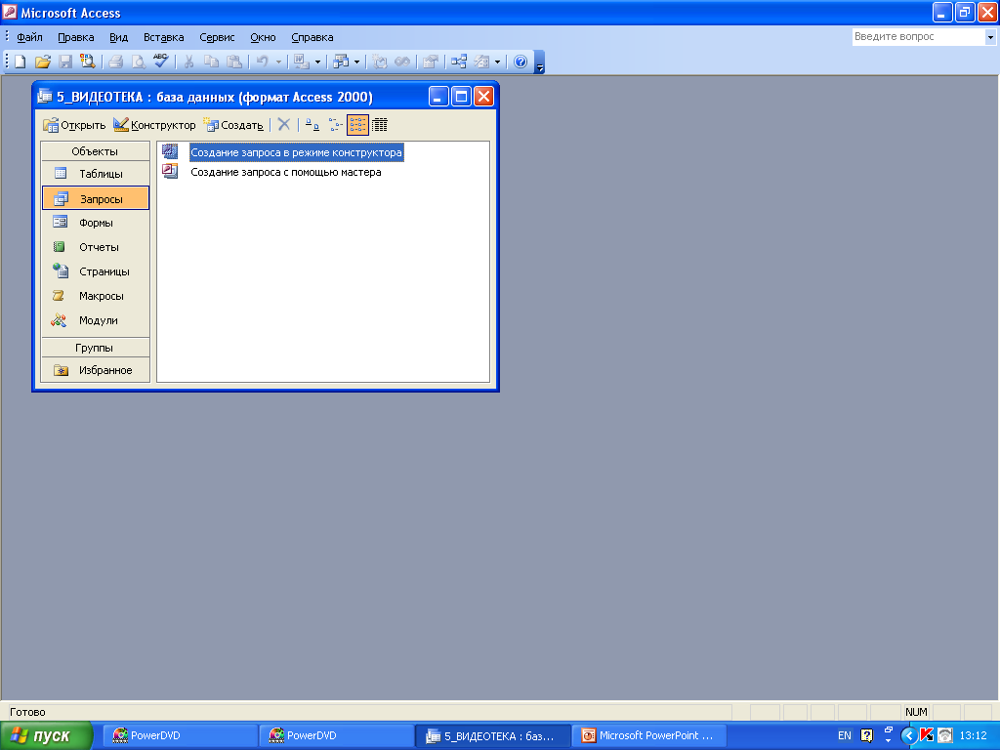 Microsoft Access
Файл Правка Вид Вставка Сервис Окно Справка
Введите вопрос
5_ВИДЕОТЕКА : база данных (формат Access 2000)
Открыть Конструктор Создать
Объекты
Таблицы
Запросы
Формы
Отчеты
Страницы
Макросы
Модули
Группы
Избранное
Создание запроса в режиме конструктора
Создание запроса с помощью мастера
Готово
NUM
пуск
PowerDVD
PowerDVD
5_ВИДЕОТЕКА : баз...
Microsoft PowerPoint ...
EN
13:12